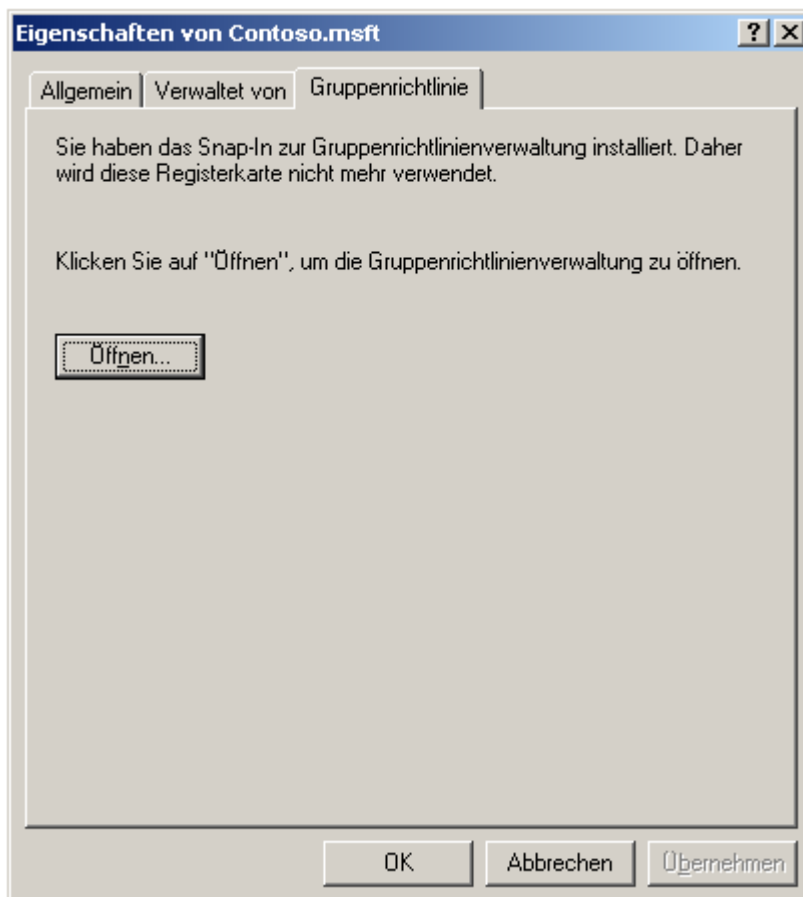 Eigenschaften von Contoso.msft
Allgemein Verwaltet von Gruppenrichtlinie
Sie haben das Snap-In zur Gruppenrichtlinienverwaltung installiert. Daher
wird diese Registerkarte nicht mehr verwendet.
Klicken Sie auf "Öffnen", um die Gruppenrichtlinienverwaltung zu öffnen.
Öffnen...
OK Abbrechen Übernehmen